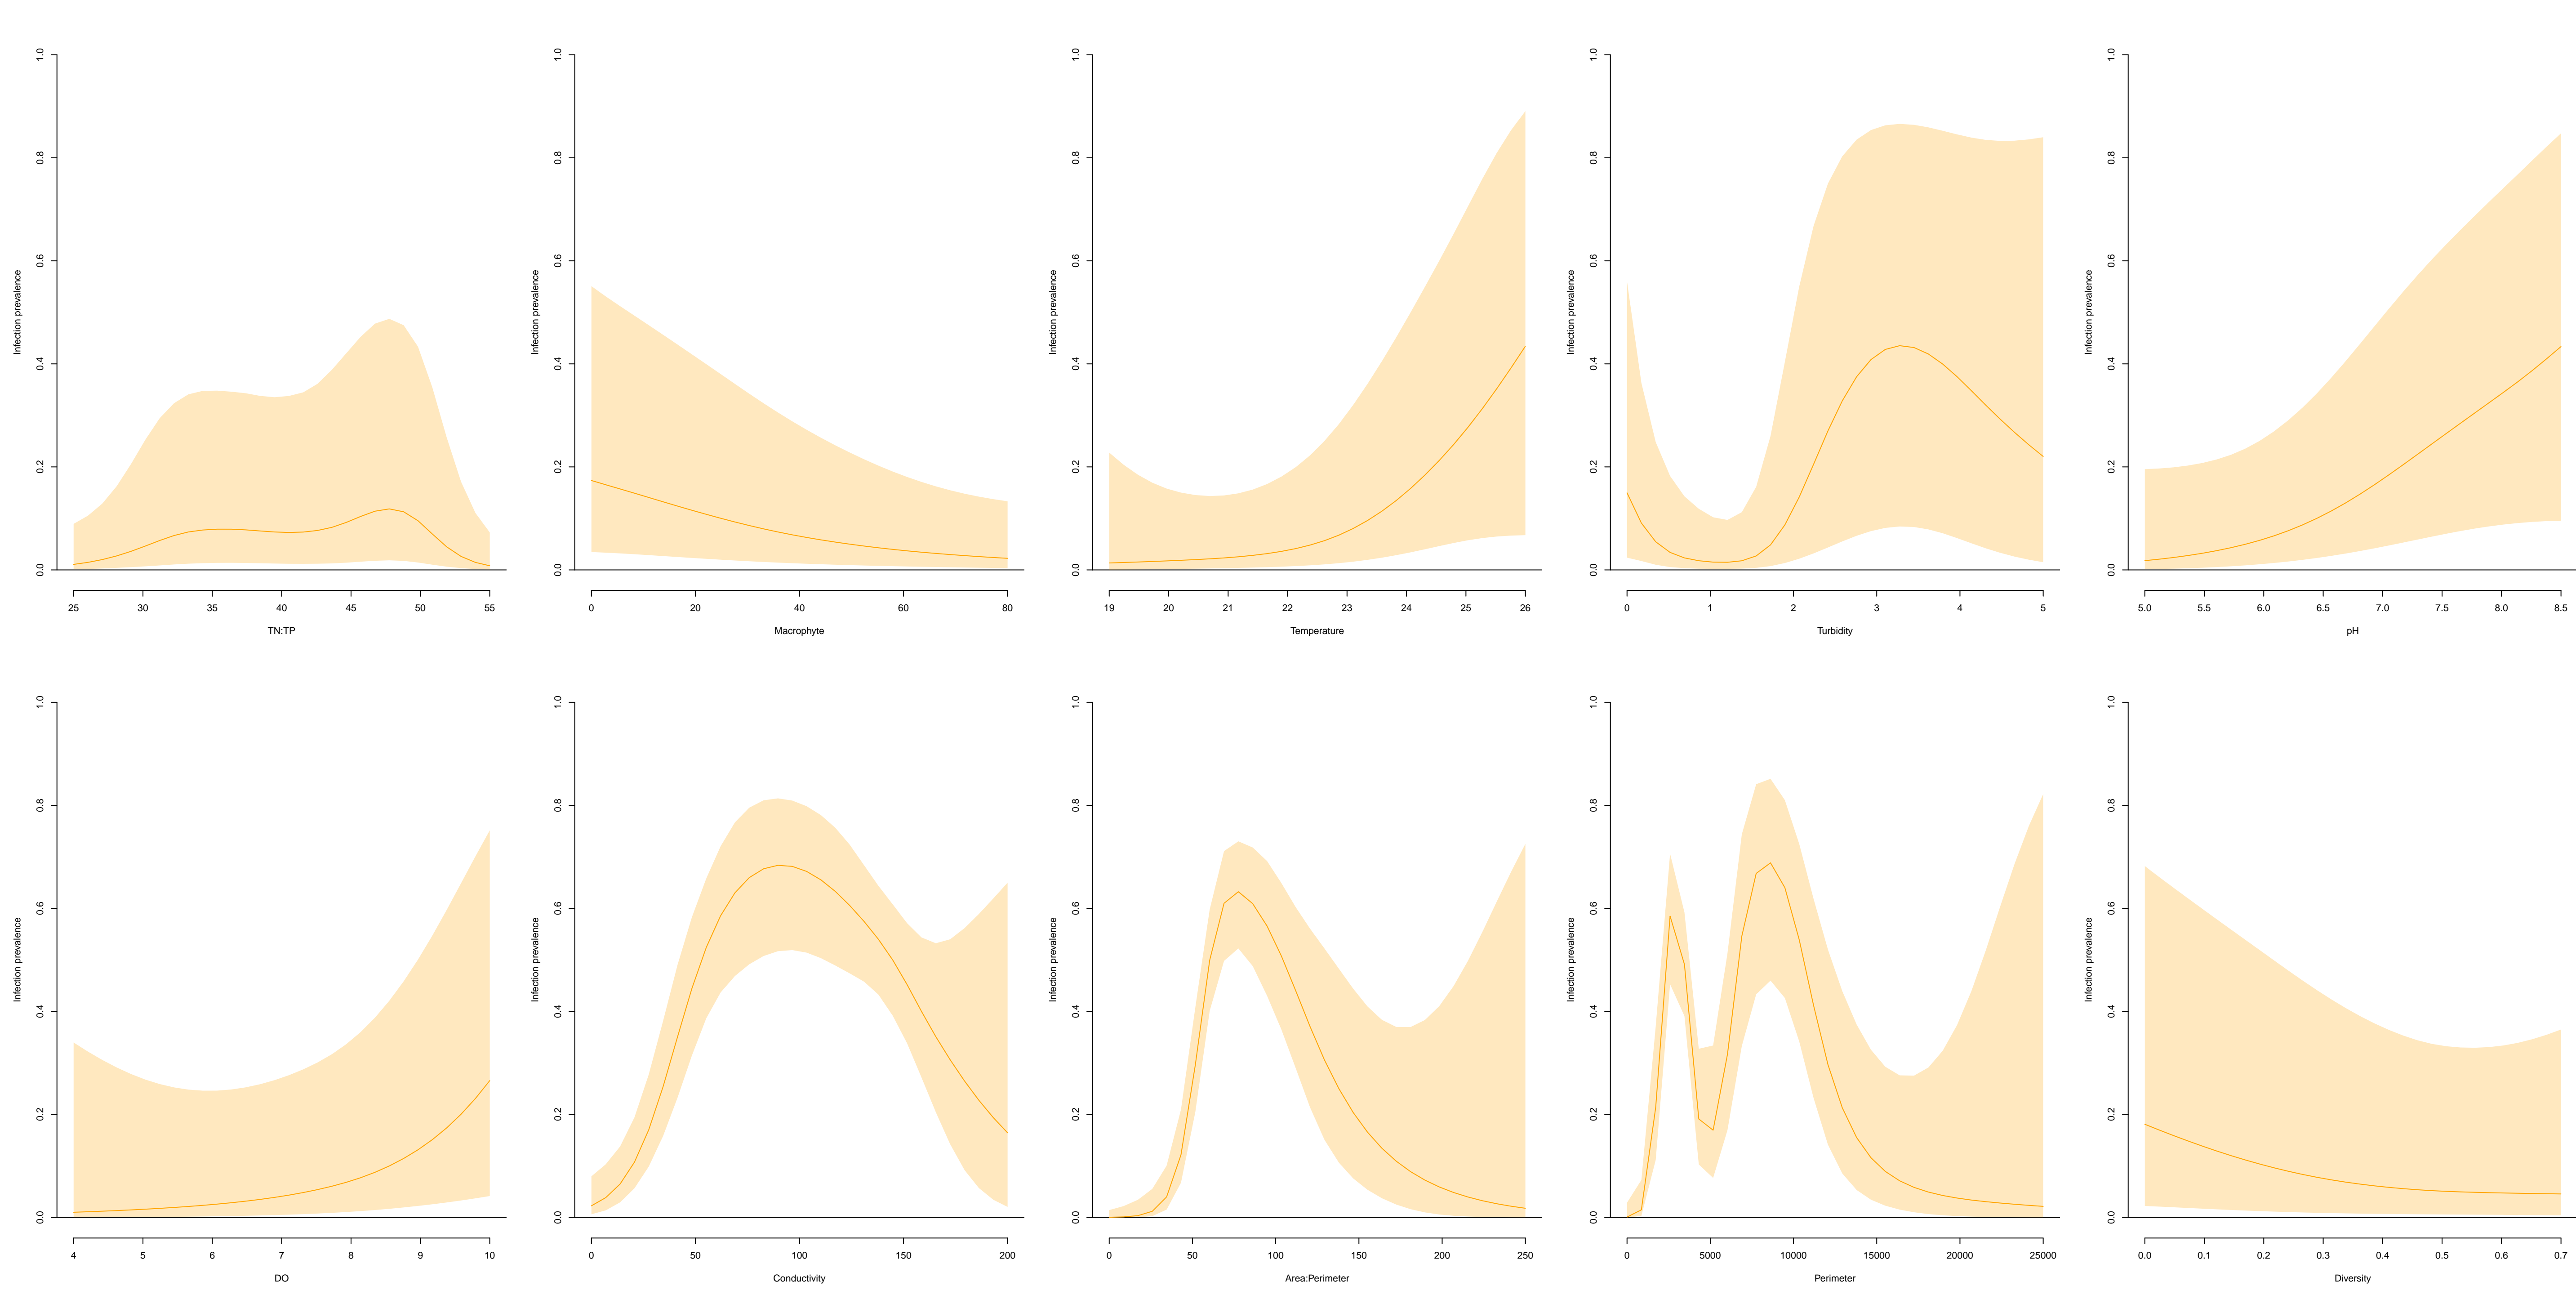 Infection prevalence
0.0 0.2 0.4 0.6 0.8 1.0
25 30 35 40 45 50 55
TN:TP
Infection prevalence
0.0 0.2 0.4 0.6 0.8 1.0
0 20 40 60 80
Macrophyte
Infection prevalence
0.0 0.2 0.4 0.6 0.8 1.0
19 20 21 22 23 24 25 26
Temperature
Infection prevalence
0.0 0.2 0.4 0.6 0.8 1.0
0 1 2 3 4 5
Turbidity
Infection prevalence
0.0 0.2 0.4 0.6 0.8 1.0
5.0 5.5 6.0 6.5 7.0 7.5 8.0 8.5
pH
Infection prevalence
0.0 0.2 0.4 0.6 0.8 1.0
4 5 6 7 8 9 10
DO
Infection prevalence
0.0 0.2 0.4 0.6 0.8 1.0
0 50 100 150 200
Conductivity
Infection prevalence
0.0 0.2 0.4 0.6 0.8 1.0
0 50 100 150 200 250
Area:Perimeter
Infection prevalence
0.0 0.2 0.4 0.6 0.8 1.0
0 5000 10000 15000 20000 25000
Perimeter
Infection prevalence
0.0 0.2 0.4 0.6 0.8 1.0
0.0 0.1 0.2 0.3 0.4 0.5 0.6 0.7
Diversity